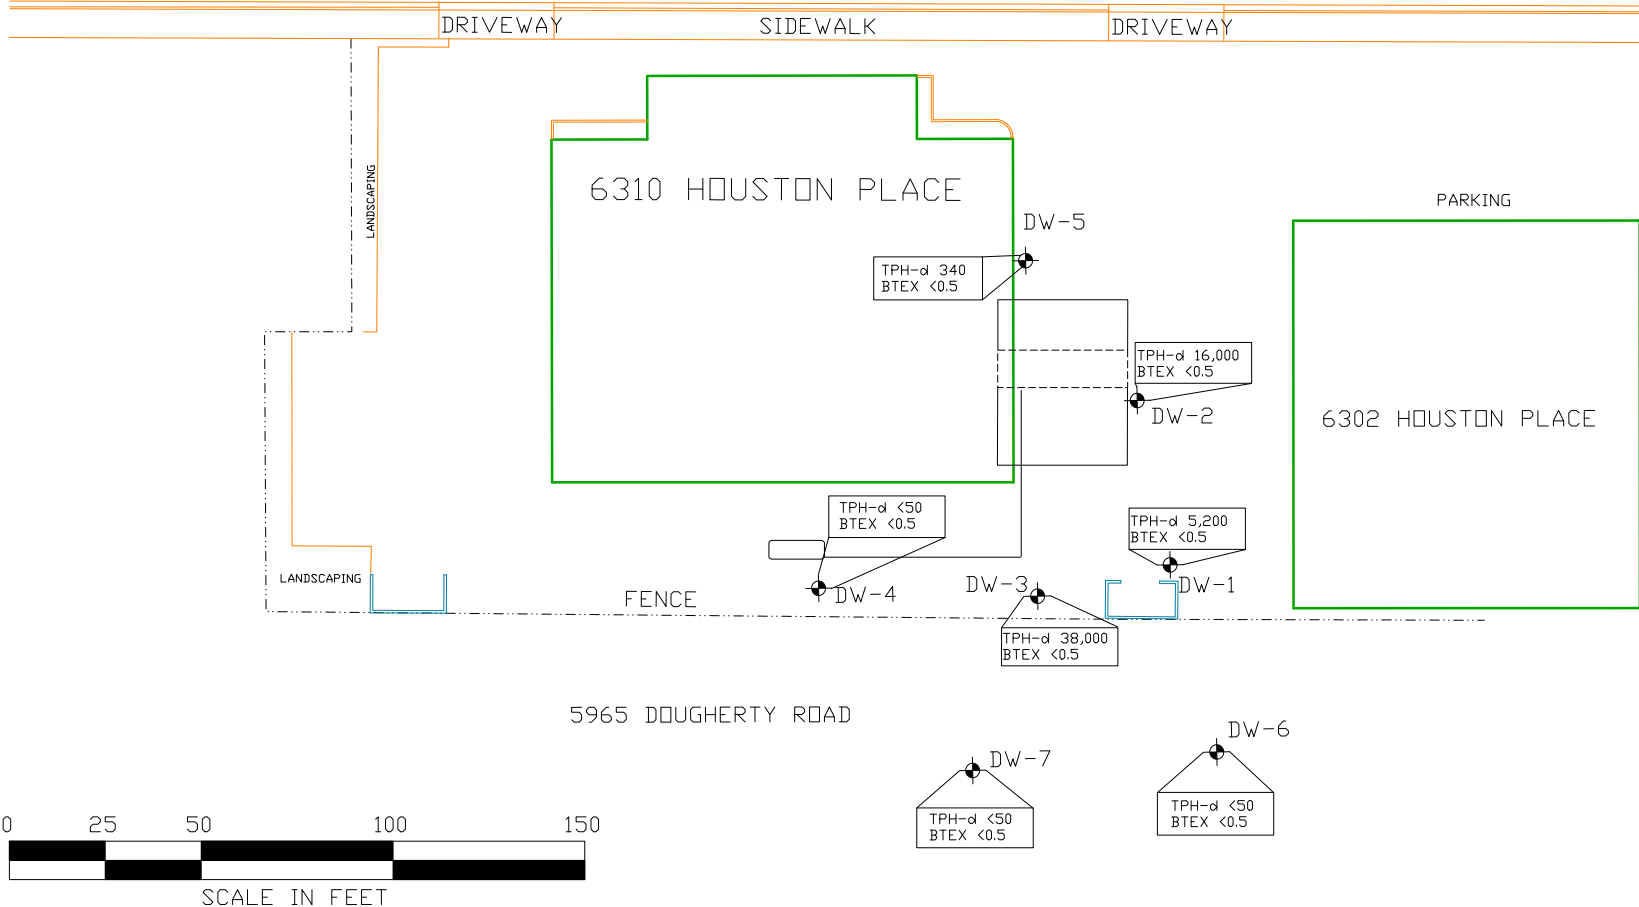 DRIVEWAY
SIDEWALK
DRIVEWAY
LANDSCAPING
6310 HOUSTON PLACE
PARKING
DW-5
TPH-d 340
BTEX <0.5
TPH-d 16,000
BTEX <0.5
DW-2
6302 HOUSTON PLACE
TPH-d <50
BTEX <0.5
TPH-d 5,200
BTEX <0.5
LANDSCAPING
FENCE
DW-4
DW-3
DW-1
TPH-d 38,000
BTEX <0.5
5965 DOUGHERTY ROAD
DW-6
DW-7
TPH-d <50
BTEX <0.5
TPH-d <50
BTEX <0.5
0 25 50 100 150
SCALE IN FEET